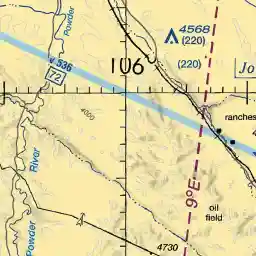 Powder
4568
(220)
V 536
106
(220)
Jo
72
4000
ranches
River
9°E
oil
field
Powder
4730